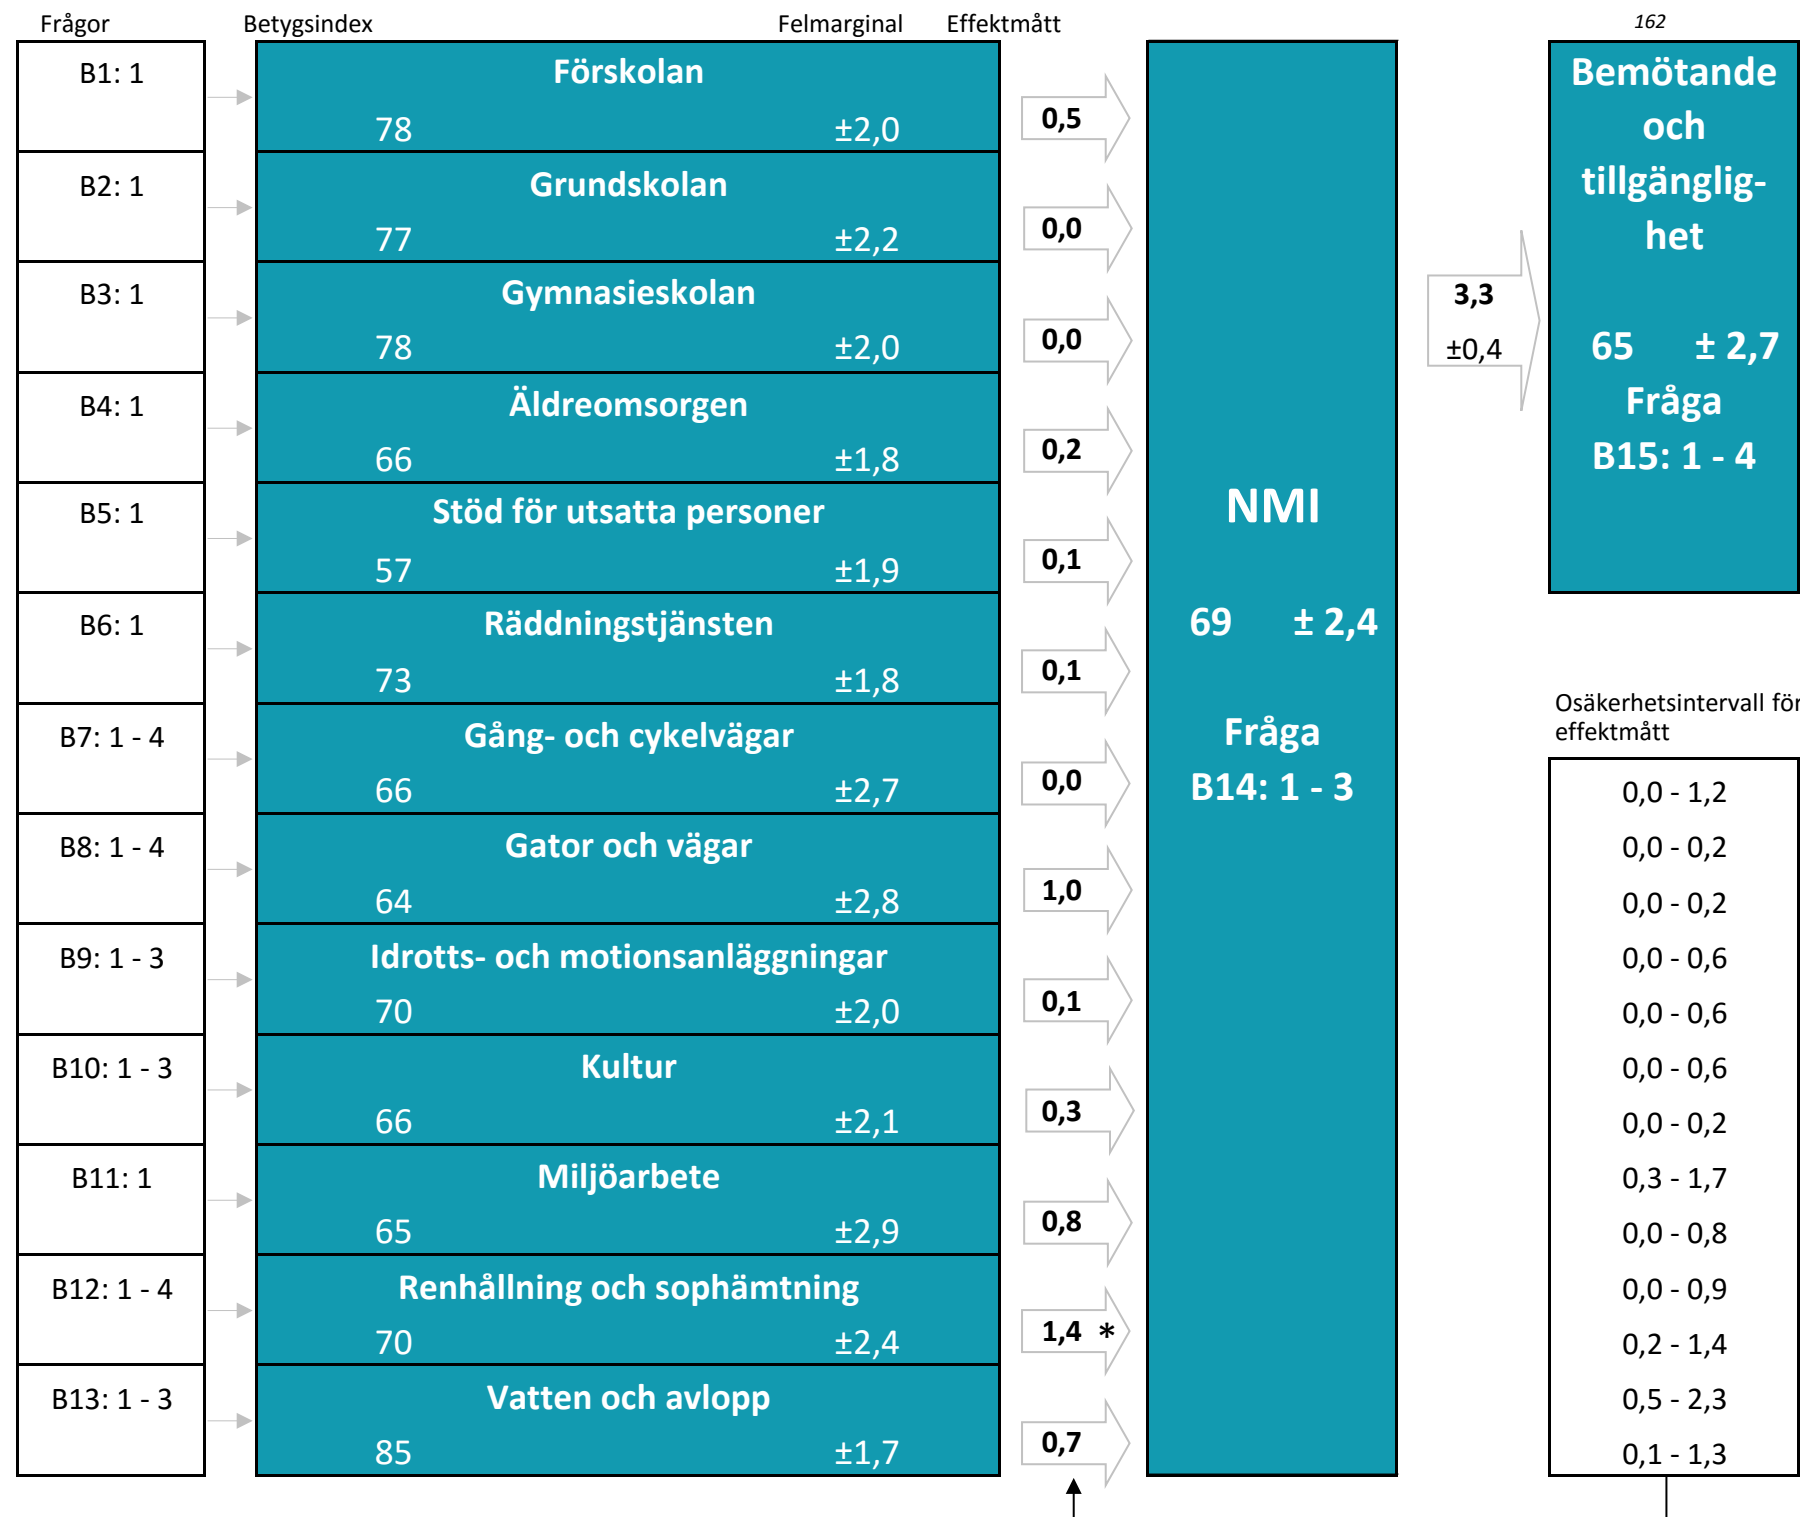 Frågor Betygsindex Felmarginal Effektmått 162
B1: 1
Förskolan
78 ±2,0
0,5
B2: 1
Grundskolan
77 ±2,2
0,0
B3: 1
Gymnasieskolan
78 ±2,0
0,0
B4: 1
Äldreomsorgen
66 ±1,8
0,2
B5: 1
Stöd för utsatta personer
57 ±1,9
0,1
B6: 1
Räddningstjänsten
73 ±1,8
0,1
B7: 1 - 4
Gång- och cykelvägar
66 ±2,7
0,0
B8: 1 - 4
Gator och vägar
64 ±2,8
1,0
B9: 1 - 3
Idrotts- och motionsanläggningar
70 ±2,0
0,1
B10: 1 - 3
Kultur
66 ±2,1
0,3
B11: 1
Miljöarbete
65 ±2,9
0,8
B12: 1 - 4
Renhållning och sophämtning
70 ±2,4
1,4 *
B13: 1 - 3
Vatten och avlopp
85 ±1,7
0,7
NMI
69 ± 2,4
Fråga
B14: 1 - 3
3,3
±0,4
Bemötande
och
tillgänglig-
het
65 ± 2,7
Fråga
B15: 1 - 4
Osäkerhetsintervall för
effektmått
0,0 - 1,2
0,0 - 0,2
0,0 - 0,2
0,0 - 0,6
0,0 - 0,6
0,0 - 0,6
0,0 - 0,2
0,3 - 1,7
0,0 - 0,8
0,0 - 0,9
0,2 - 1,4
0,5 - 2,3
0,1 - 1,3